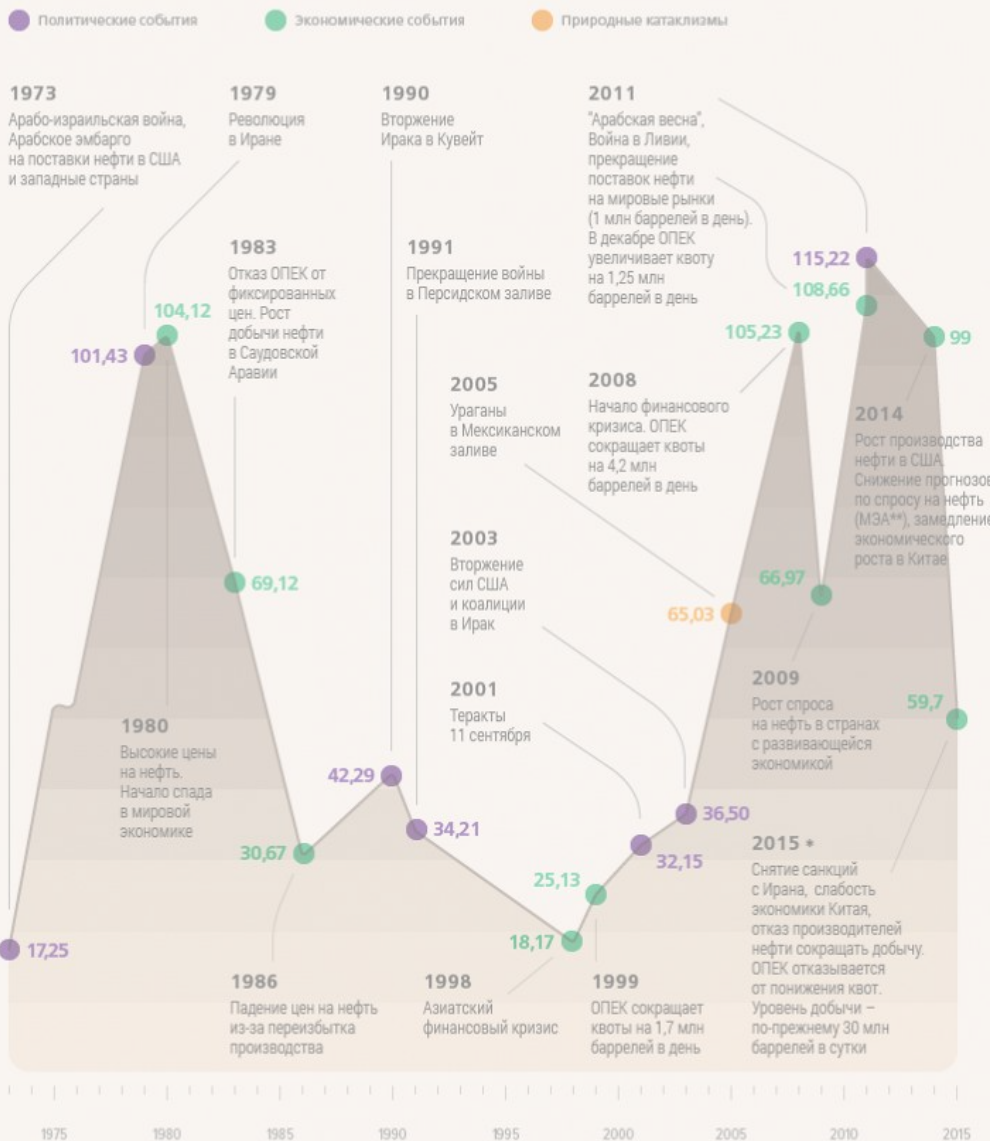 Политические события
Экономические события
Природные катаклизмы
1973
Арабо-израильская война,
Арабское эмбарго
на поставки нефти в США
и западные страны
1979
Революция
в Иране
1990
Вторжение
Ирака в Кувейт
2011
"Арабская весна",
Война в Ливии,
прекращение
поставок нефти
на мировые рынки
(1 млн баррелей в день).
В декабре ОПЕК
увеличивает квоту
на 1,25 млн
баррелей в день
1983
Отказ ОПЕК от
фиксированных
цен. Рост
добычи нефти
в Саудовской
Аравии
1991
Прекращение войны
в Персидском заливе
115,22
108,66
104,12
101,43
105,23
99
2005
Ураганы
в Мексиканском
заливе
2008
Начало финансового
кризиса. ОПЕК
сокращает квоты
на 4,2 млн
баррелей в день
2014
Рост производства
нефти в США.
Снижение прогнозов
по спросу на нефть
(МЭА**), замедление
экономического
роста в Китае
2003
Вторжение
сил США
и коалиции
в Ирак
69,12
66,97
65,03
2001
Теракты
11 сентября
2009
Рост спроса
на нефть в странах
с развивающейся
экономикой
59,7
1980
Высокие цены
на нефть.
Начало спада
в мировой
экономике
42,29
34,21
36,50
32,15
30,67
25,13
18,17
17,25
2015 *
Снятие санкций
с Ирана, слабость
экономики Китая,
отказ производителей
нефти сокращать добычу.
ОПЕК отказывается
от понижения квот.
Уровень добычи –
по-прежнему 30 млн
баррелей в сутки
1986
Падение цен на нефть
из-за переизбытка
производства
1998
Азиатский
финансовый кризис
1999
ОПЕК сокращает
квоты на 1,7 млн
баррелей в день
1975 1980 1985 1990 1995 2000 2005 2010 2015